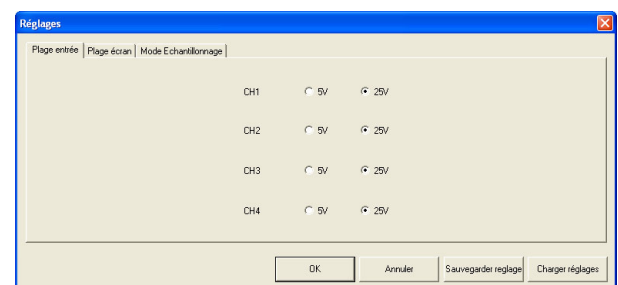 Réglages
Plage entrée Plage écran Mode Echantillonnage
CH1 5V 25V
CH2 5V 25V
CH3 5V 25V
CH4 5V 25V
OK Annuler Sauvegarder reglage Charger réglages